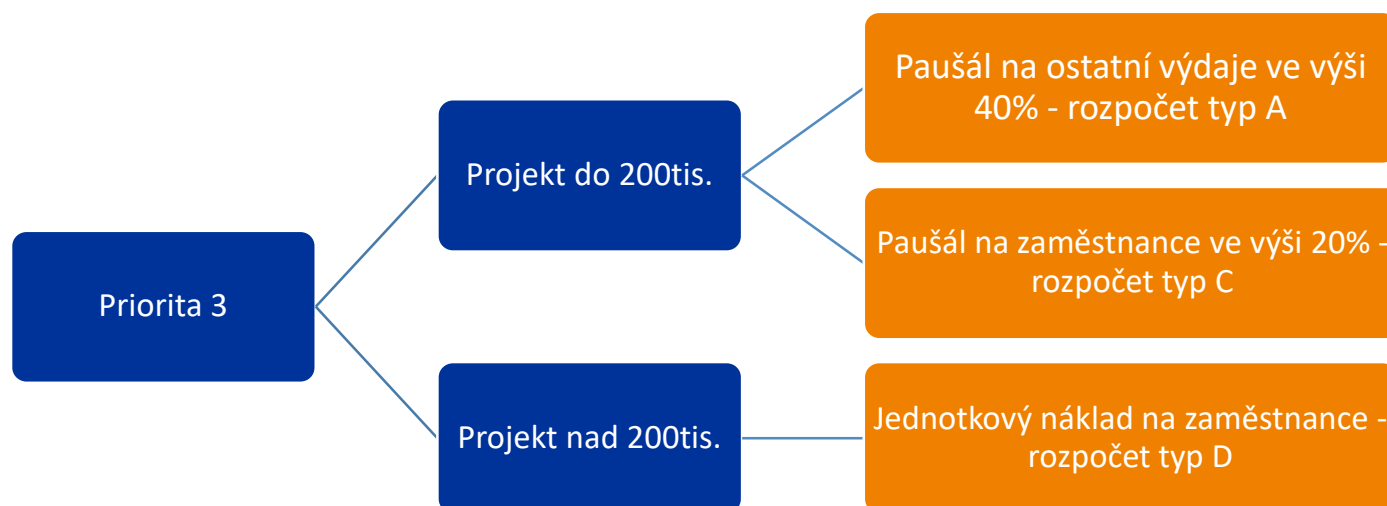 Priorita 3
Projekt do 200tis.
Paušál na ostatní výdaje ve výši
40% - rozpočet typ A
Paušál na zaměstnance ve výši 20% -
rozpočet typ C
Projekt nad 200tis.
Jednotkový náklad na zaměstnance -
rozpočet typ D